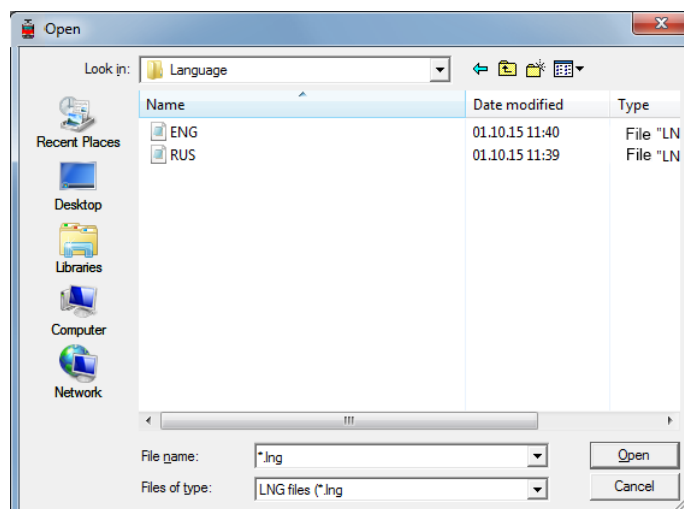 Open
Look in: Language
Name Date modified Type
ENG 01.10.15 11:40 File "LN
RUS 01.10.15 11:39 File "LN
Recent Places
Desktop
Libraries
Computer
Network
File name: *.lng Open
Files of type: LNG files (*.lng Cancel